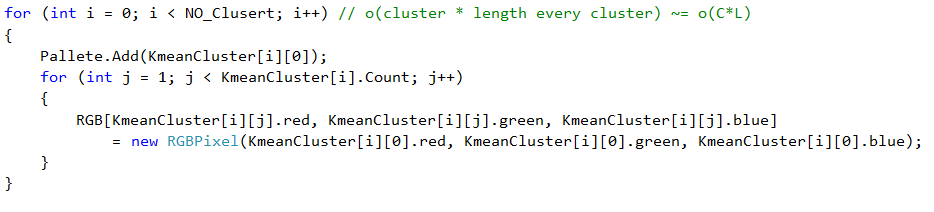 for (int i = 0; i < NO_Clusert; i++) // o(cluster * length every cluster) ~= o(C*L)
{
Pallete.Add(KmeanCluster[i][0]);
for (int j = 1; j < KmeanCluster[i].Count; j++)
{
RGB[KmeanCluster[i][j].red, KmeanCluster[i][j].green, KmeanCluster[i][j].blue]
= new RGBPixel(KmeanCluster[i][0].red, KmeanCluster[i][0].green, KmeanCluster[i][0].blue);
}
}